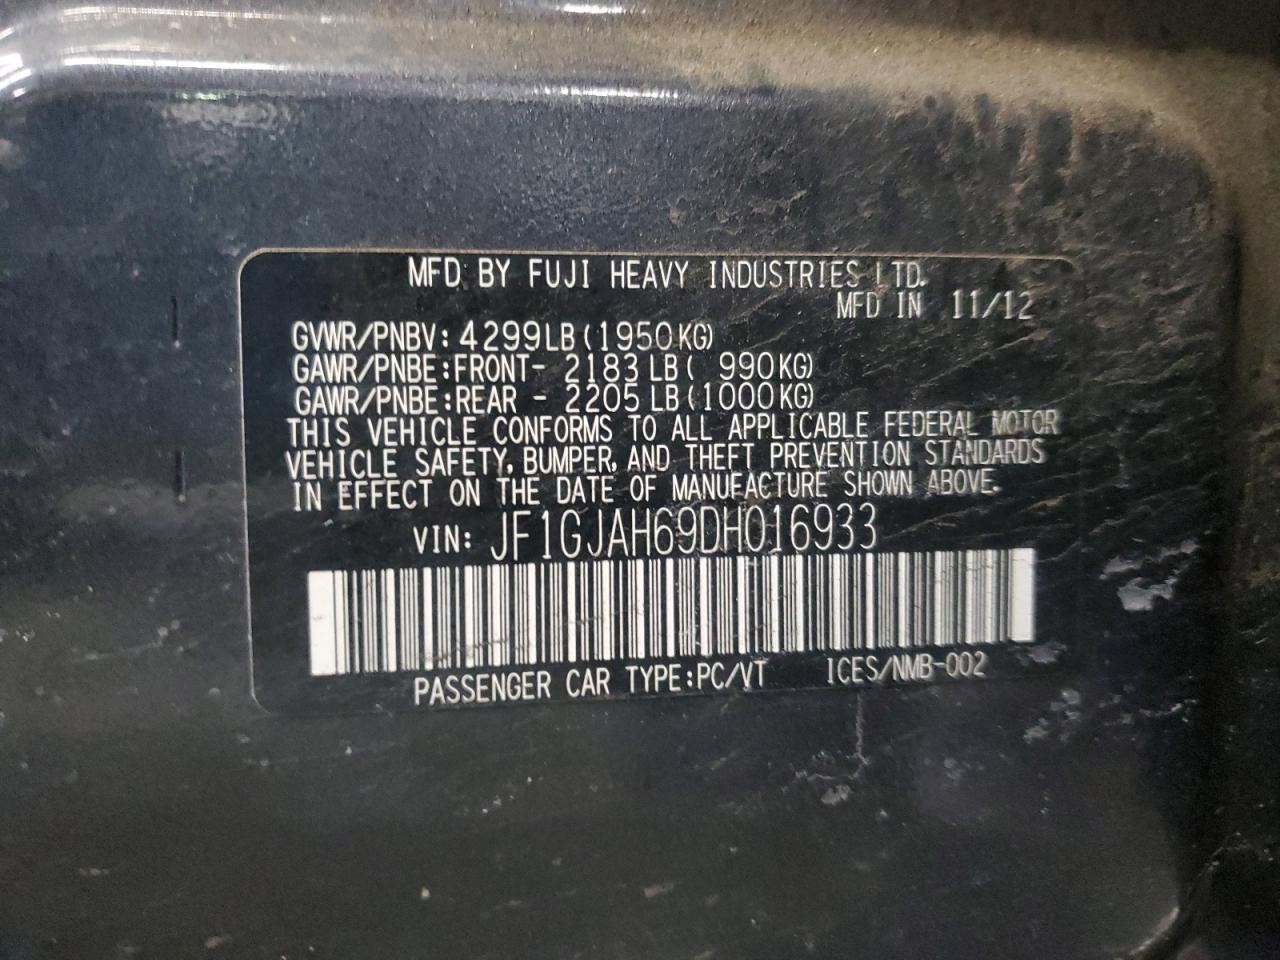 MFD. BY FUJI HEAVY INDUSTRIES LTD.
MFD IN 11/12
GVWR/PNBV: 4299LB(1950KG)
GAWR/PNBE:FRONT- 2183 LB( 990KG)
GAWR/PNBE:REAR - 2205 LB(1000KG)
THIS VEHICLE CONFORMS TO ALL APPLICABLE FEDERAL MOTOR
VEHICLE SAFETY, BUMPER, AND THEFT PREVENTION STANDARDS
IN EFFECT ON THE DATE OF MANUFACTURE SHOWN ABOVE.
VIN: JF1GJAH69DH016933
PASSENGER CAR TYPE:PC/VT ICES/NMB-002